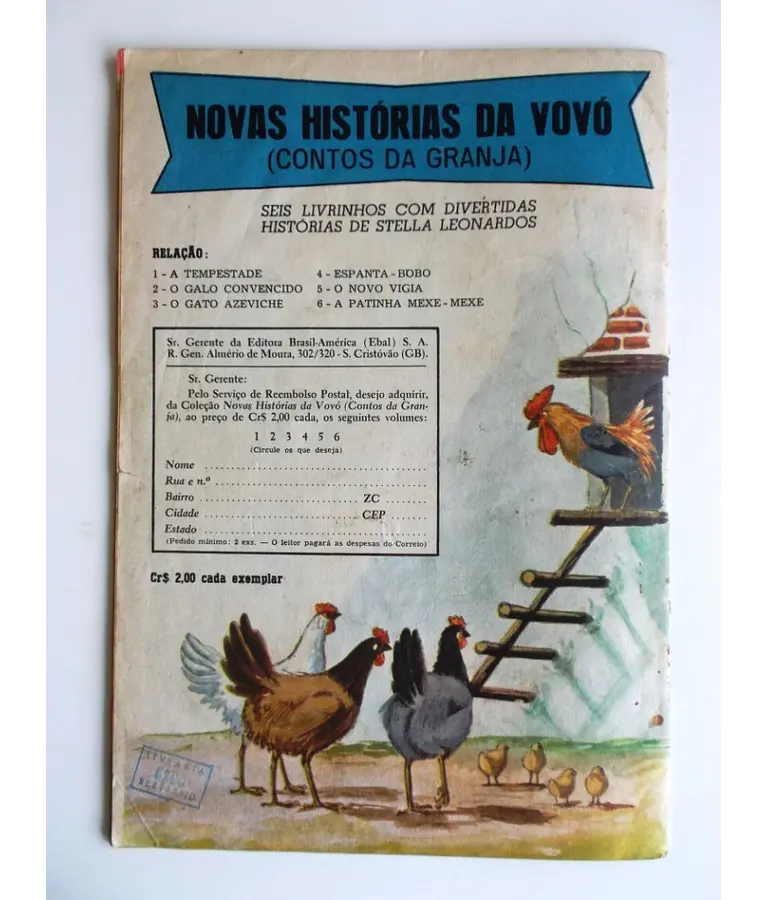 NOVAS HISTÓRIAS DA VOVÓ
(CONTOS DA GRANJA)
SEIS LIVRINHOS COM DIVERTIDAS
HISTÓRIAS DE STELLA LEONARDOS
RELAÇÃO:
1 - A TEMPESTADE
2 - O GALO CONVENCIDO
3 - O GATO AZEVICHE
4 - ESPANTA-BOBO
5 - O NOVO VIGIA
6 - A PATINHA MEXE-MEXE
Sr. Gerente da Editora Brasil-América (Ebal) S. A.
R. Gen. Almério de Moura, 302/320 - S. Cristóvão (GB).
Sr. Gerente:
Pelo Serviço de Reembolso Postal, desejo adquirir,
da Coleção Novas Histórias da Vovó (Contos da Gran-
ja), ao preço de Cr$ 2,00 cada, os seguintes volumes:
1 2 3 4 5 6
(Circule os que deseja)
Nome
Rua e n.º
Bairro ZC
Cidade CEP
Estado
(Pedido mínimo: 2 exs. — O leitor pagará as despesas do Correio)
Cr$ 2,00 cada exemplar
LIVRARIA
BERTRAND